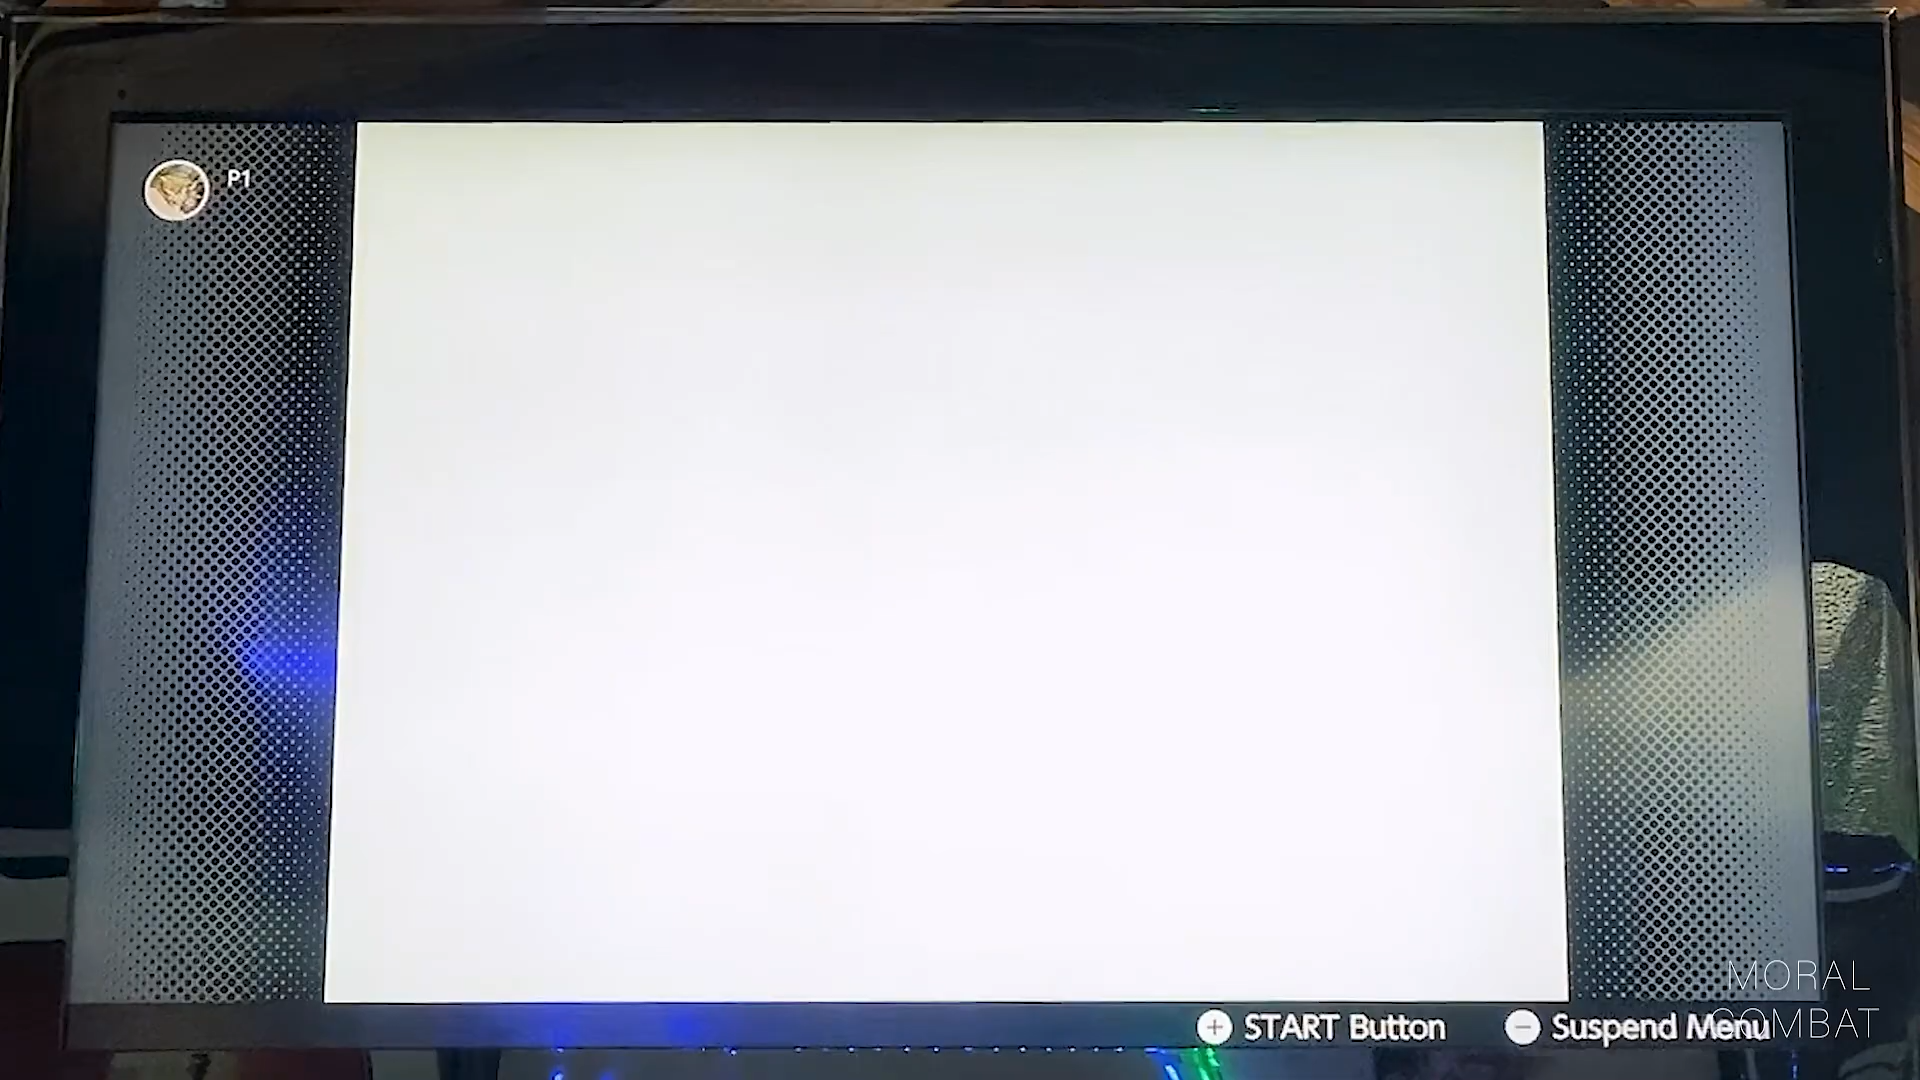 P1
START Button
Suspend Menu
MORAL
COMBAT